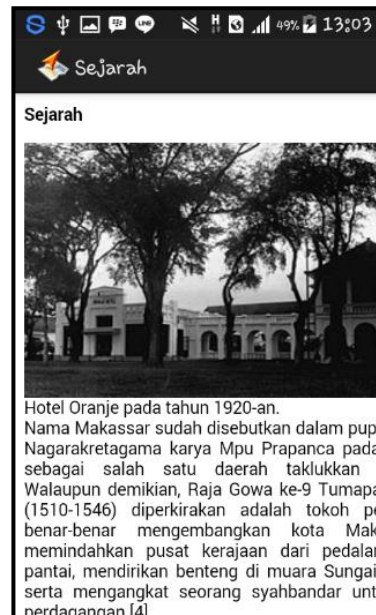 49% 13:03
Sejarah
Sejarah
Hotel Oranje pada tahun 1920-an.
Nama Makassar sudah disebutkan dalam pup
Nagarakretagama karya Mpu Prapanca pada
sebagai salah satu daerah taklukkan
Walaupun demikian, Raja Gowa ke-9 Tumapa
(1510-1546) diperkirakan adalah tokoh pe
benar-benar mengembangkan kota Mak
memindahkan pusat kerajaan dari pedalar
pantai, mendirikan benteng di muara Sungai
serta mengangkat seorang syahbandar unt
perdagangan.[4]